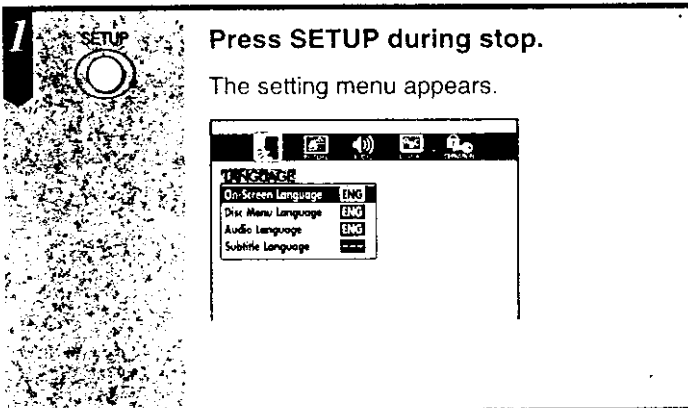 1
SETUP
Press SETUP during stop.
The setting menu appears.
LANGUAGE
On-Screen Language ENG
Disc Menu Language ENG
Audio Language ENG
Subtitle Language ---